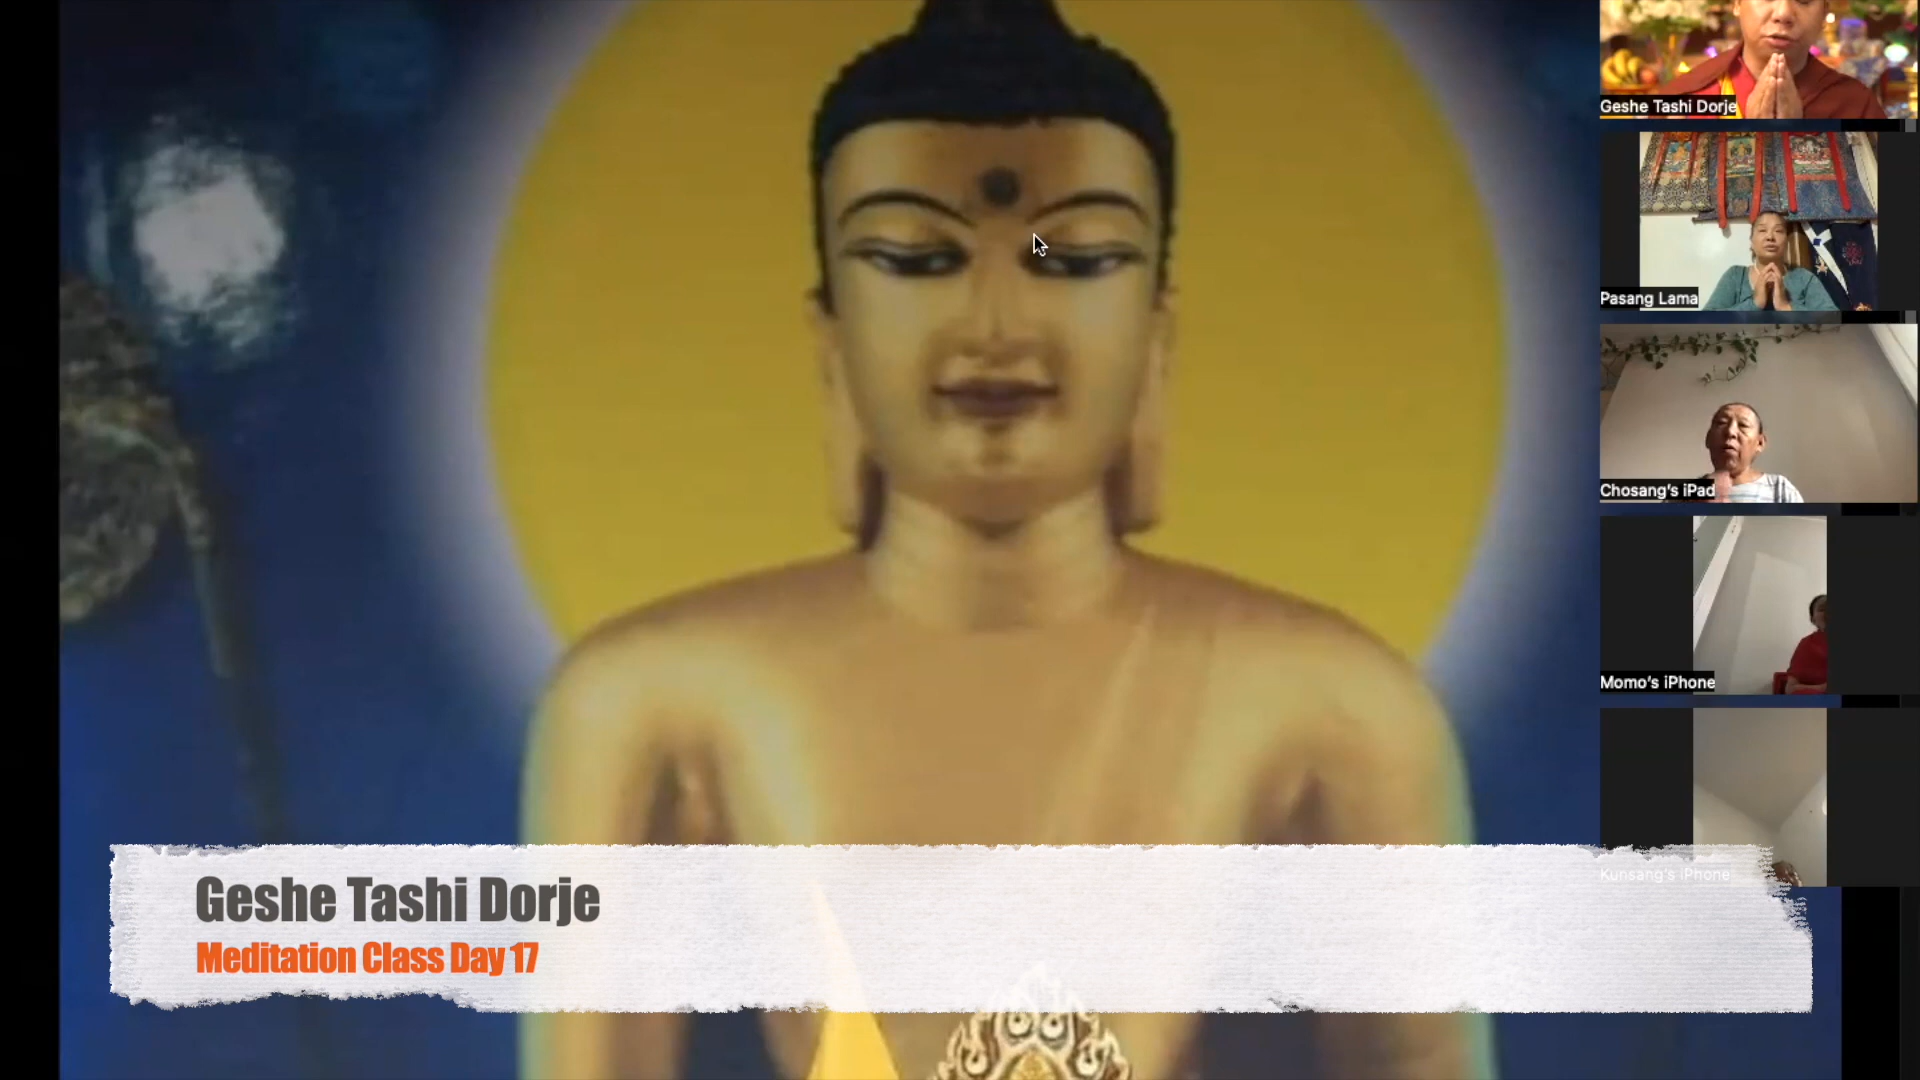 Geshe Tashi Dorje
Pasang Lama
Chosang's iPad
Momo's iPhone
Kunsang's iPhone
Geshe Tashi Dorje
Meditation Class Day 17